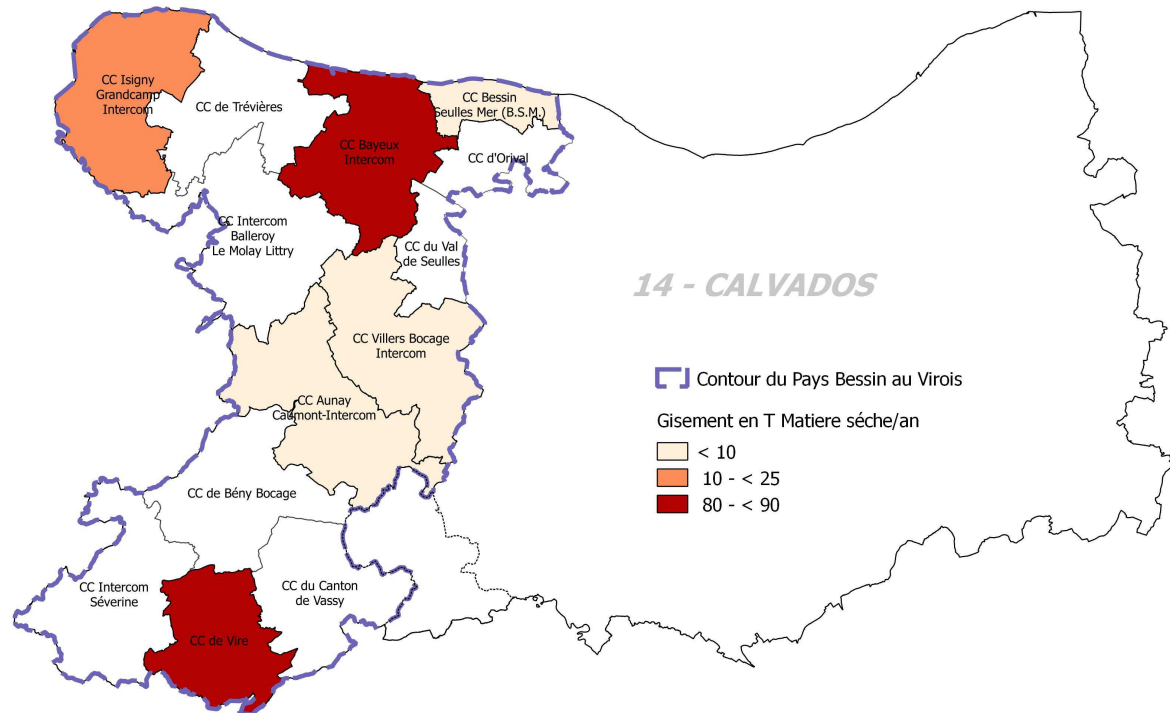 CC Isigny
Grandcamp
Intercom
CC de Trévières
CC Bessin
Seulles Mer (B.S.M.)
CC Bayeux
Intercom
CC d'Orival
CC Intercom
Balleroy
Le Molay Littry
CC du Val
de Seulles
14 - CALVADOS
CC Villers Bocage
Intercom
Contour du Pays Bessin au Virois
CC Aunay
Caumont-Intercom
Gisement en T Matiere séche/an
< 10
10 - < 25
80 - < 90
CC de Bény Bocage
CC Intercom
Séverine
CC du Canton
de Vassy
CC de Vire